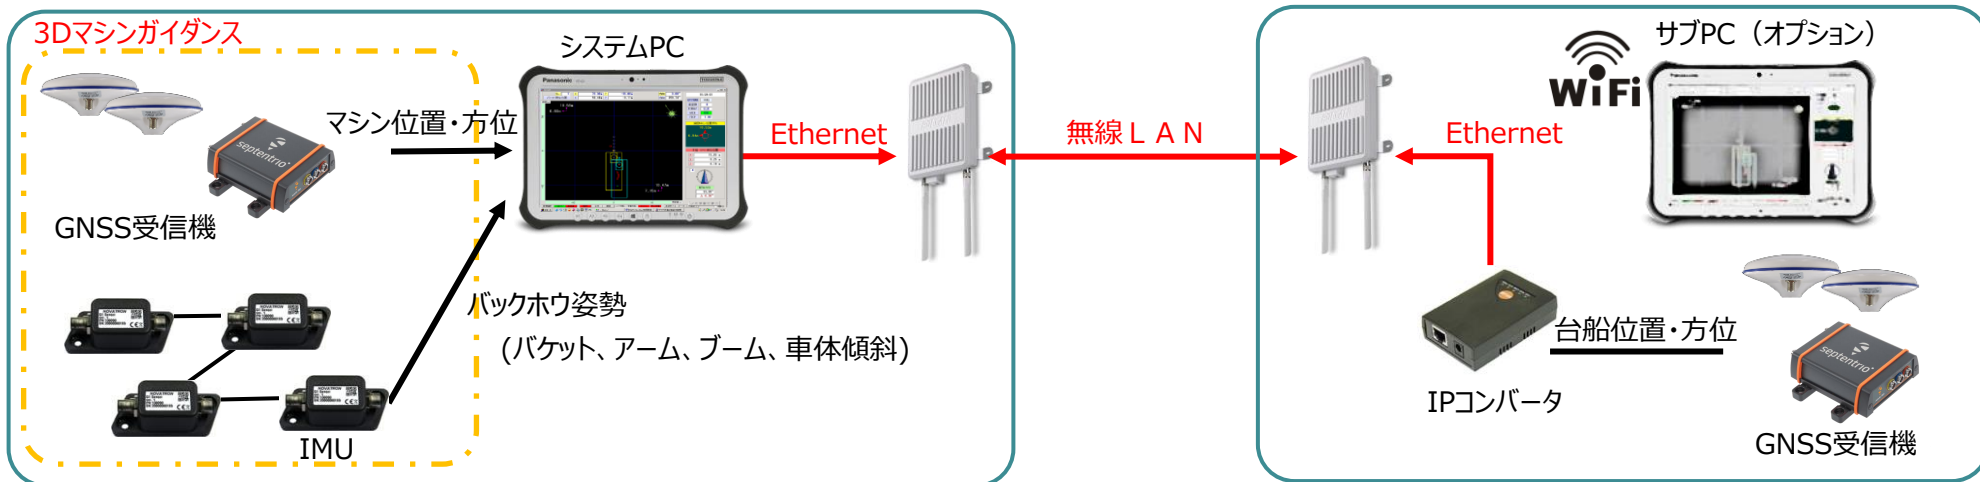 3Dマシンガイダンス
システムPC
サブPC（オプション）
Panasonic
WiFi
マシン位置・方位
Ethernet
無線ＬＡＮ
Ethernet
septentrio
GNSS受信機
バックホウ姿勢
(バケット、アーム、ブーム、車体傾斜)
NOVATRON
NOVATRON
NOVATRON
NOVATRON
IMU
台船位置・方位
IPコンバータ
septentrio
GNSS受信機